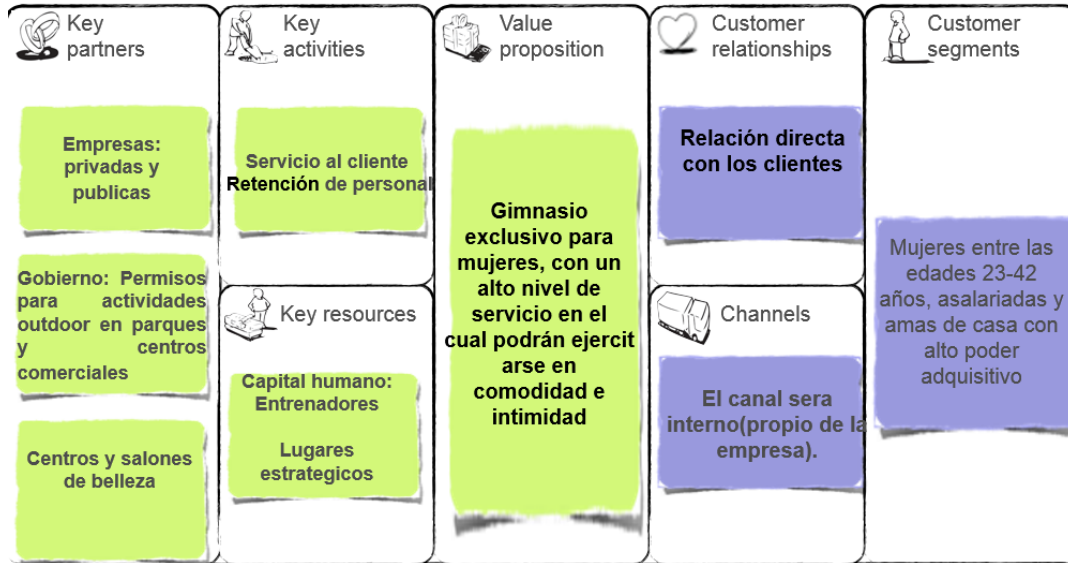 Key
partners
Empresas:
privadas y
publicas
Gobierno: Permisos
para actividades
outdoor en parques
y centros
comerciales
Centros y salones
de belleza
Key
activities
Servicio al cliente
Retención de personal
Key resources
Capital humano:
Entrenadores
Lugares
estrategicos
Value
proposition
Gimnasio
exclusivo para
mujeres, con un
alto nivel de
servicio en el
cual podrán ejercit
arse en
comodidad e
intimidad
Customer
relationships
Relación directa
con los clientes
Channels
El canal sera
interno(propio de la
empresa).
Customer
segments
Mujeres entre las
edades 23-42
años, asalariadas y
amas de casa con
alto poder
adquisitivo